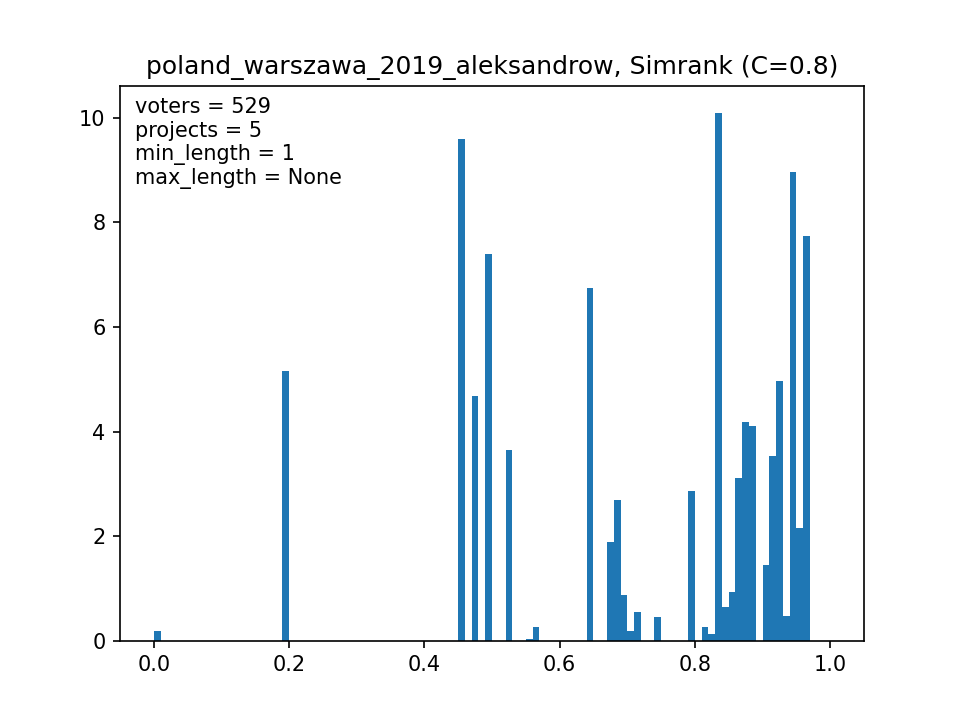 poland_warszawa_2019_aleksandrow, Simrank (C=0.8)
voters = 529
projects = 5
min_length = 1
max_length = None
10
8
6
4
2
0
0.0 0.2 0.4 0.6 0.8 1.0